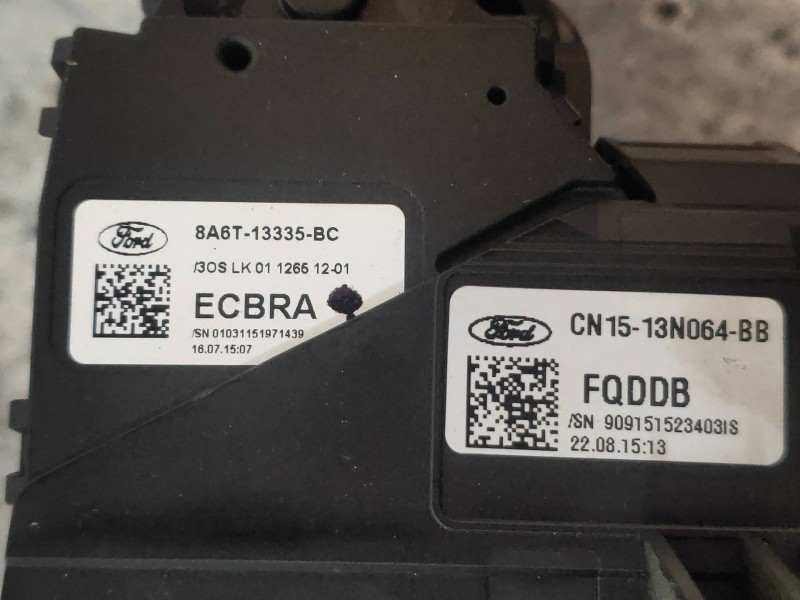 Ford
8A6T-13335-BC
/3OS LK 01 1265 12-01
ECBRA
/SN 01031151971439
16.07.15:07
Ford
CN15-13N064-BB
FQDDB
/SN 909151523403IS
22.08.15:13